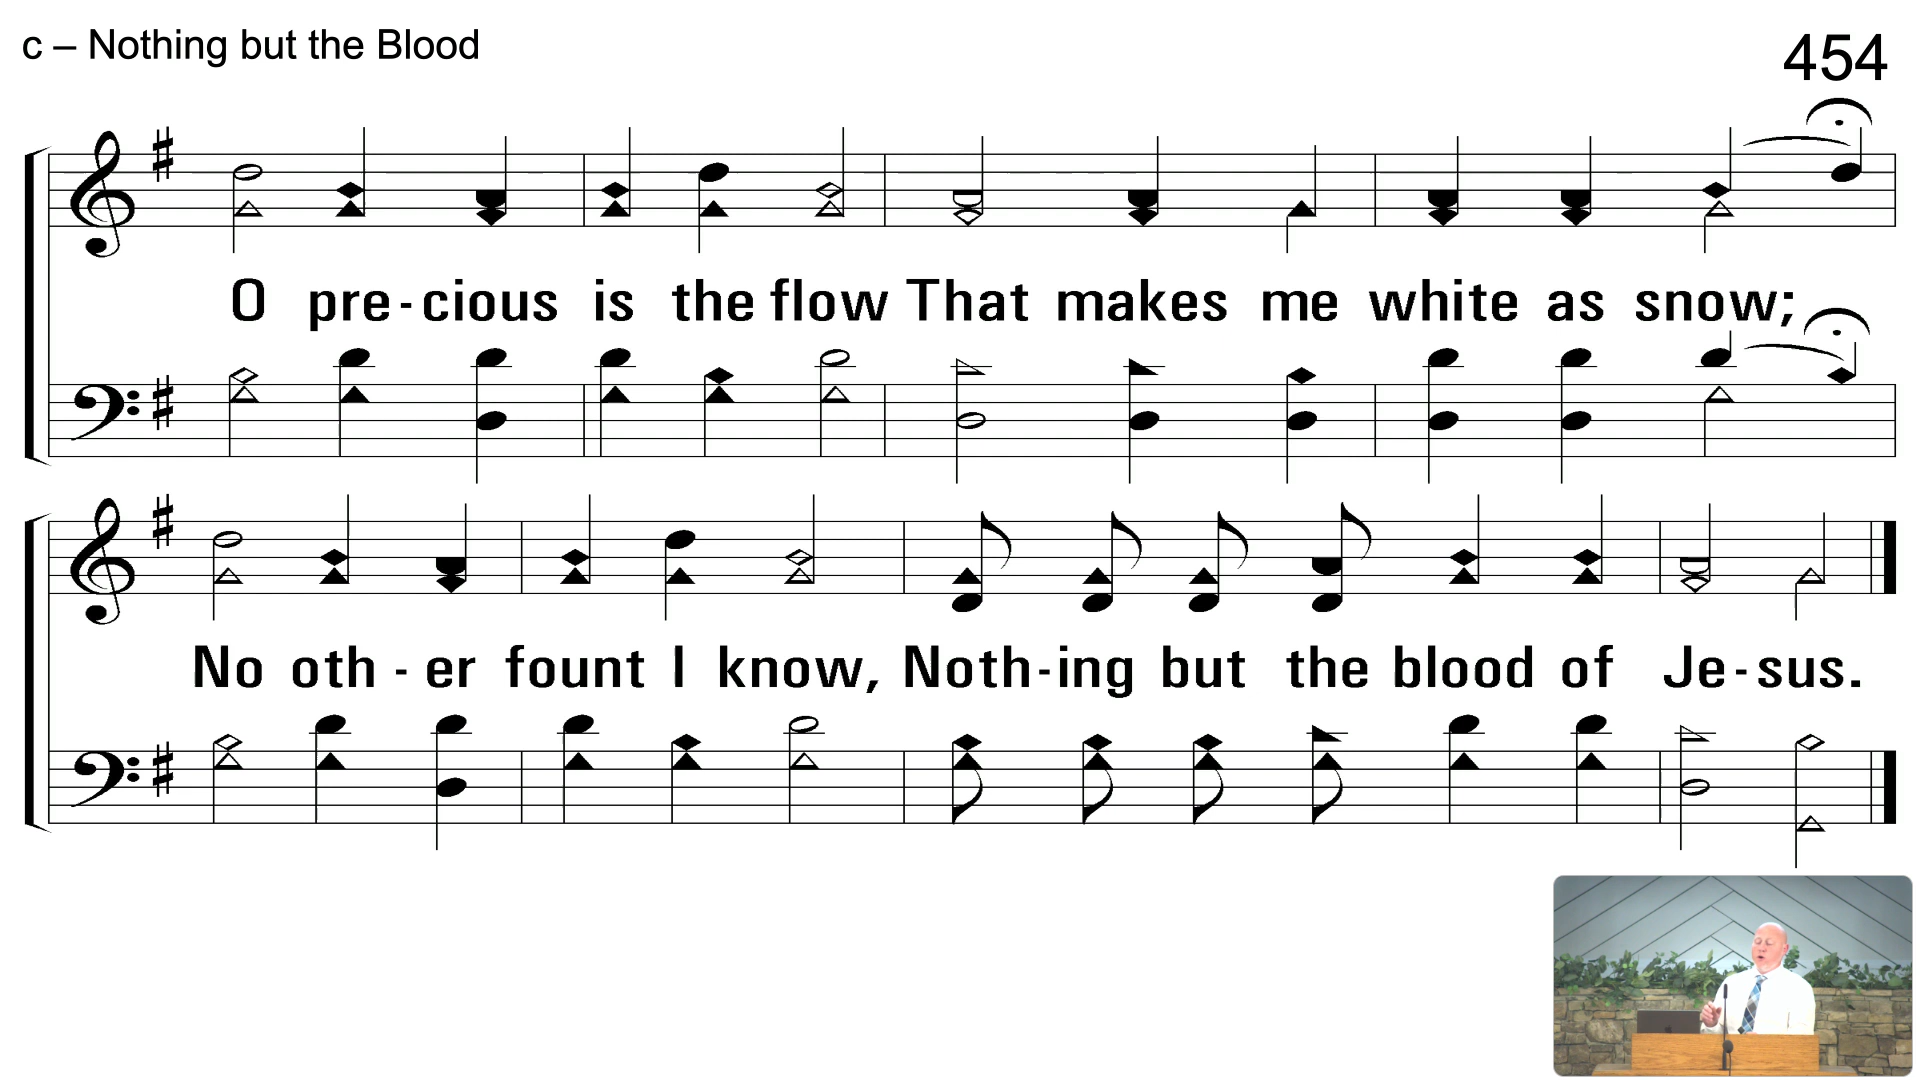 c – Nothing but the Blood
454
O pre-cious is the flow That makes me white as snow;
No oth - er fount I know, Noth-ing but the blood of Je-sus.